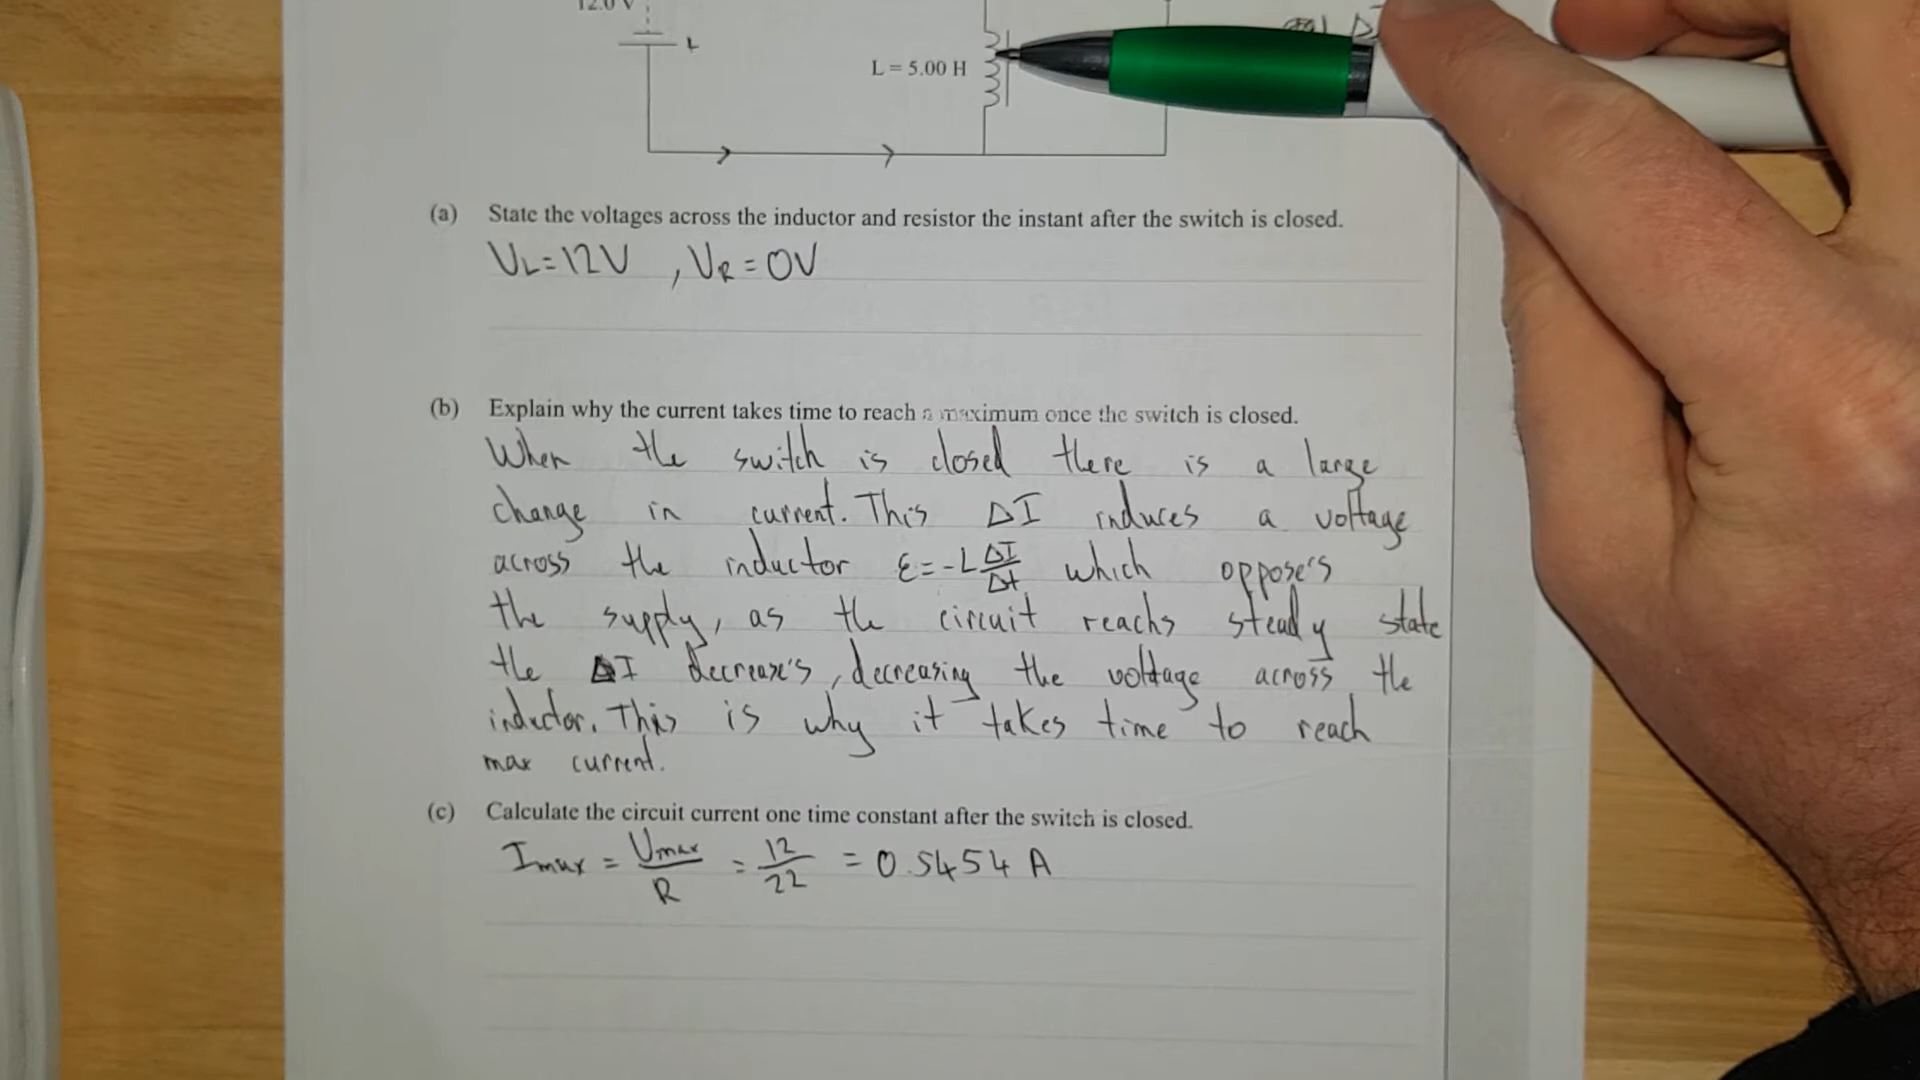 12.0 V
L = 5.00 H
(a) State the voltages across the inductor and resistor the instant after the switch is closed.
VL=12V , VR=0V
(b) Explain why the current takes time to reach a maximum once the switch is closed.
When the switch is closed there is a large
change in current. This ΔI induces a voltage
across the inductor ε=-L ΔI/Δt which oppose's
the supply, as the circuit reachs steady state
the ΔI decrease's, decreasing the voltage across the
inductor. This is why it takes time to reach
max current.
(c) Calculate the circuit current one time constant after the switch is closed.
Imax = Vmax/R = 12/22 = 0.5454 A